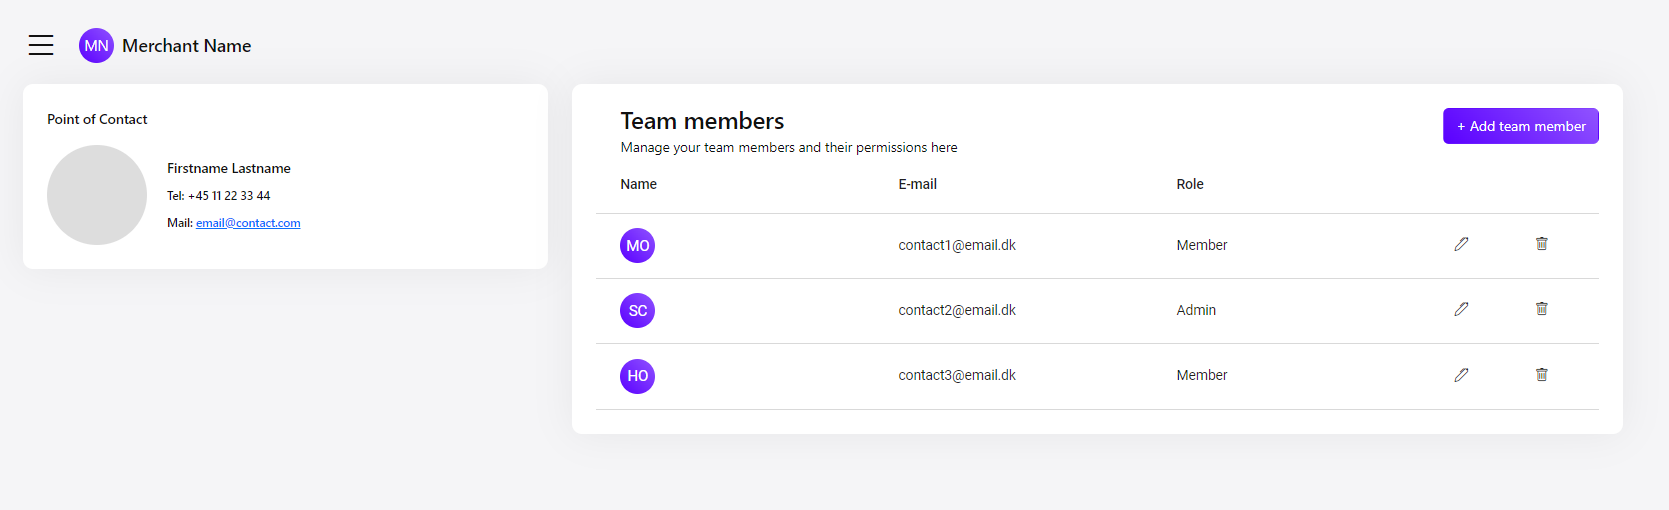 MN Merchant Name
Point of Contact
Firstname Lastname
Tel: +45 11 22 33 44
Mail: email@contact.com
Team members
+ Add team member
Manage your team members and their permissions here
Name E-mail Role
MO contact1@email.dk Member
SC contact2@email.dk Admin
HO contact3@email.dk Member